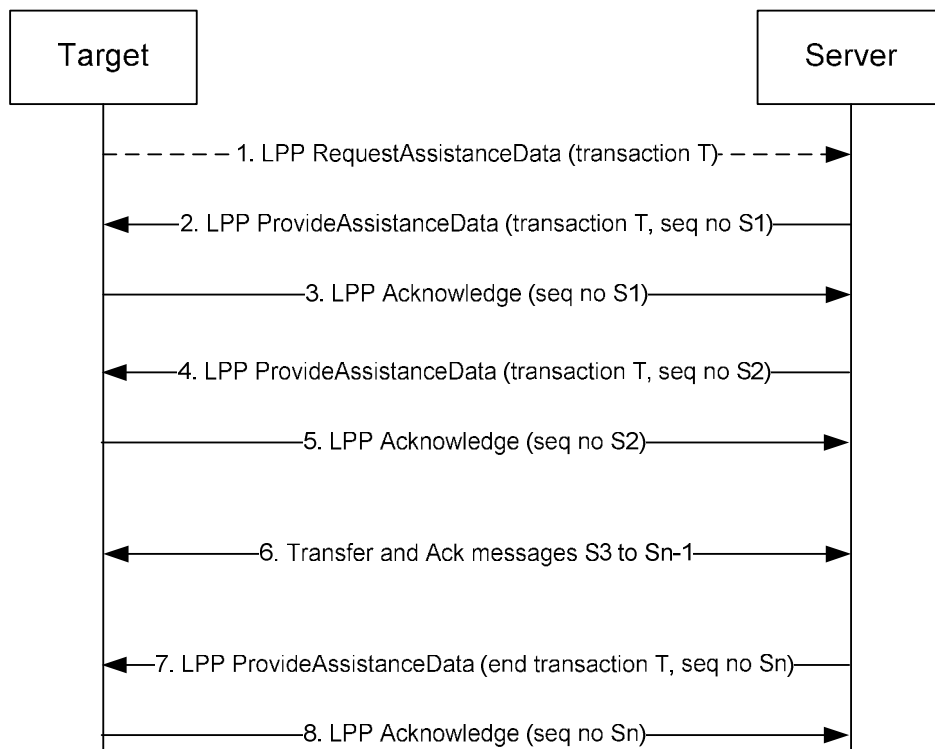 Target
Server
1. LPP RequestAssistanceData (transaction T)
2. LPP ProvideAssistanceData (transaction T, seq no S1)
3. LPP Acknowledge (seq no S1)
4. LPP ProvideAssistanceData (transaction T, seq no S2)
5. LPP Acknowledge (seq no S2)
6. Transfer and Ack messages S3 to Sn-1
7. LPP ProvideAssistanceData (end transaction T, seq no Sn)
8. LPP Acknowledge (seq no Sn)